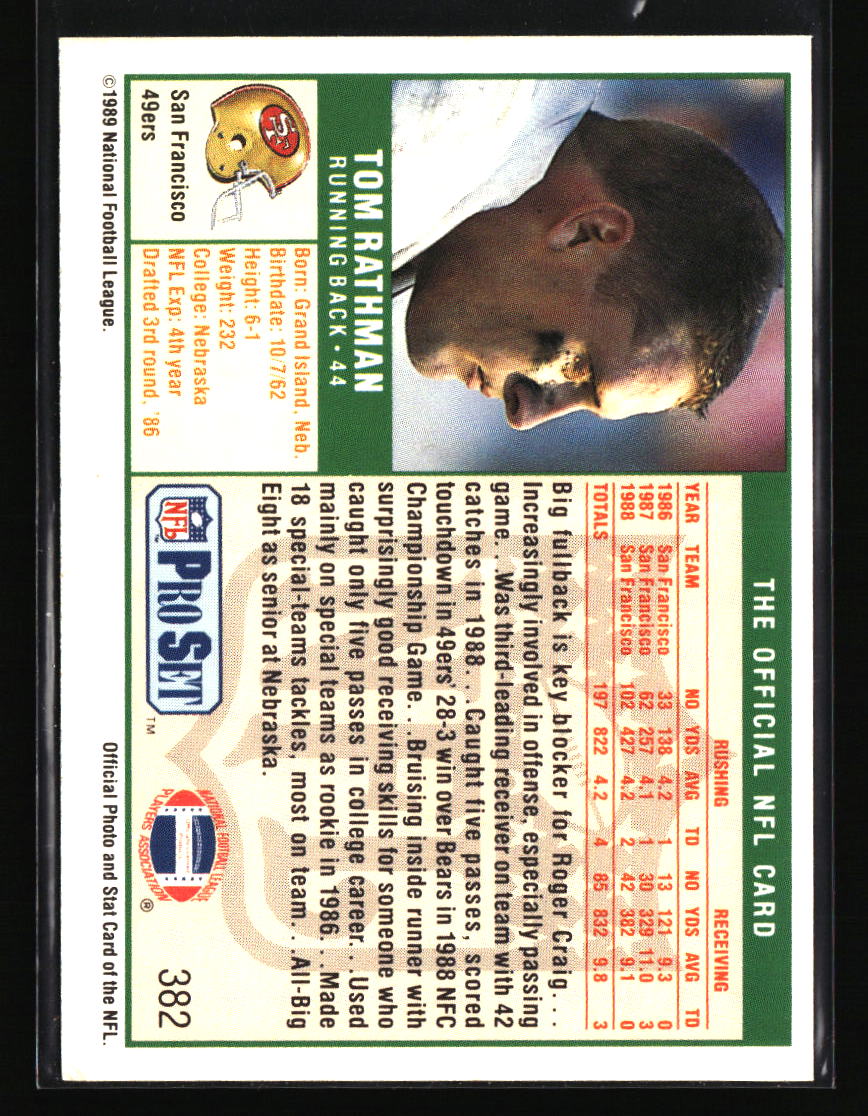 THE OFFICIAL NFL CARD
TOM RATHMAN
RUNNING BACK • 44
SF
San Francisco
49ers
Born: Grand Island, Neb.
Birthdate: 10/7/62
Height: 6-1
Weight: 232
College: Nebraska
NFL Exp: 4th year
Drafted 3rd round, '86
RUSHING RECEIVING
YEAR TEAM NO YDS AVG TD NO YDS AVG TD
1986 San Francisco 33 138 4.2 1 13 121 9.3 0
1987 San Francisco 62 257 4.1 1 30 329 11.0 3
1988 San Francisco 102 427 4.2 2 42 382 9.1 0
TOTALS 197 822 4.2 4 85 832 9.8 3
Big fullback is key blocker for Roger Craig. . .
Increasingly involved in offense, especially passing
game. . .Was third-leading receiver on team with 42
catches in 1988. . .Caught five passes, scored
touchdown in 49ers' 28-3 win over Bears in 1988 NFC
Championship Game. . .Bruising inside runner with
surprisingly good receiving skills for someone who
caught only five passes in college career. . .Used
mainly on special teams as rookie in 1986. . .Made
18 special-teams tackles, most on team. . .All-Big
Eight as senior at Nebraska.
NFL
PRO SET
TM
NATIONAL FOOTBALL LEAGUE
PLAYERS ASSOCIATION
®
382
© 1989 National Football League.
Official Photo and Stat Card of the NFL.